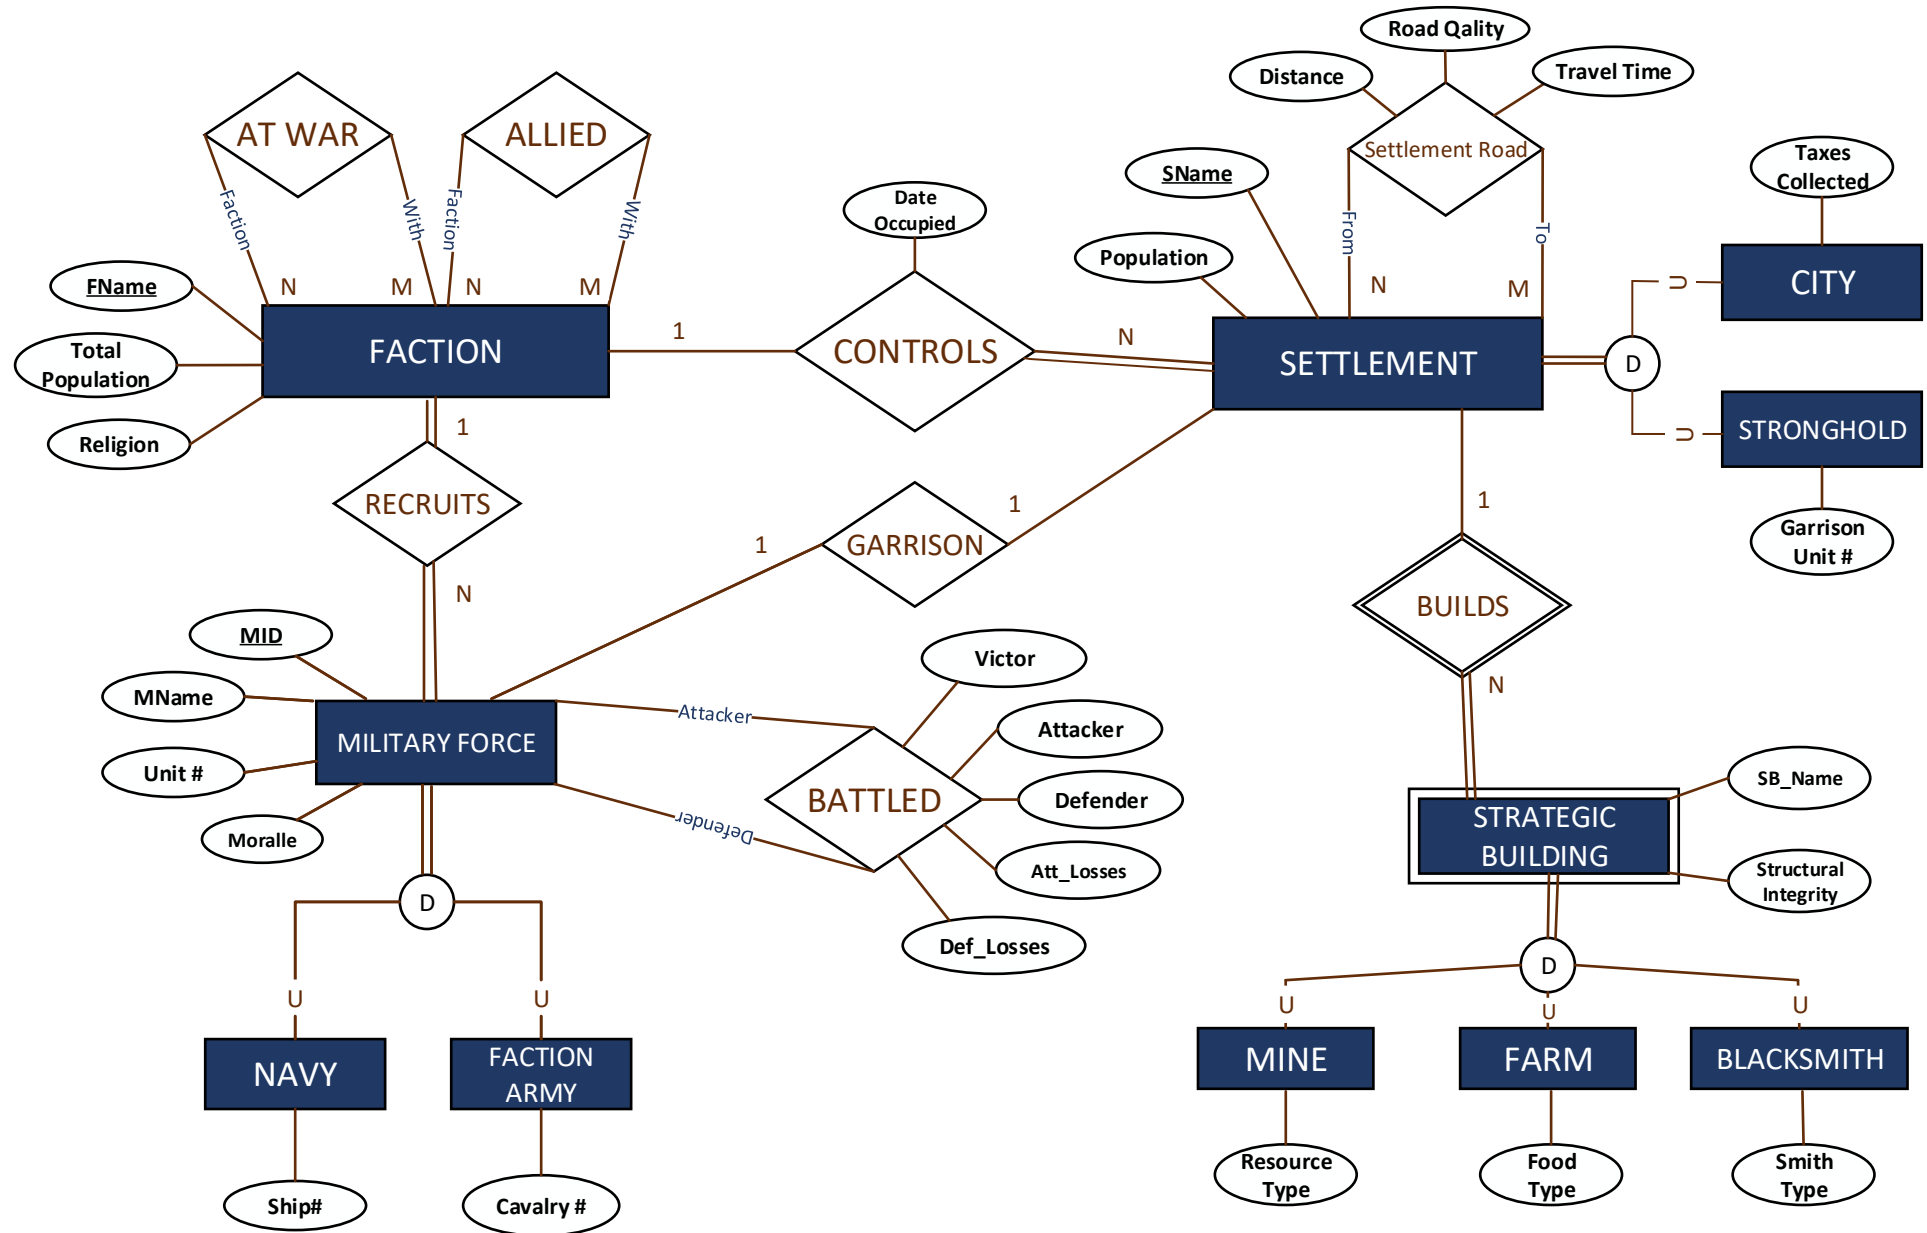 Road Qality
Distance
Travel Time
AT WAR
ALLIED
Settlement Road
SName
Taxes
Collected
Date
Occupied
Faction
With
Faction
With
From
To
Population
FName
N
M
N
M
N
M
U
CITY
Total
Population
FACTION
1
CONTROLS
N
SETTLEMENT
D
Religion
1
U
STRONGHOLD
RECRUITS
1
1
GARRISON
1
Garrison
Unit #
N
BUILDS
MID
Victor
N
MName
Attacker
Attacker
MILITARY FORCE
Unit #
BATTLED
Defender
SB_Name
STRATEGIC
BUILDING
Defender
Moralle
Att_Losses
Structural
Integrity
D
Def_Losses
D
U
U
U
U
U
NAVY
FACTION
ARMY
MINE
FARM
BLACKSMITH
Resource
Type
Food
Type
Smith
Type
Ship#
Cavalry #